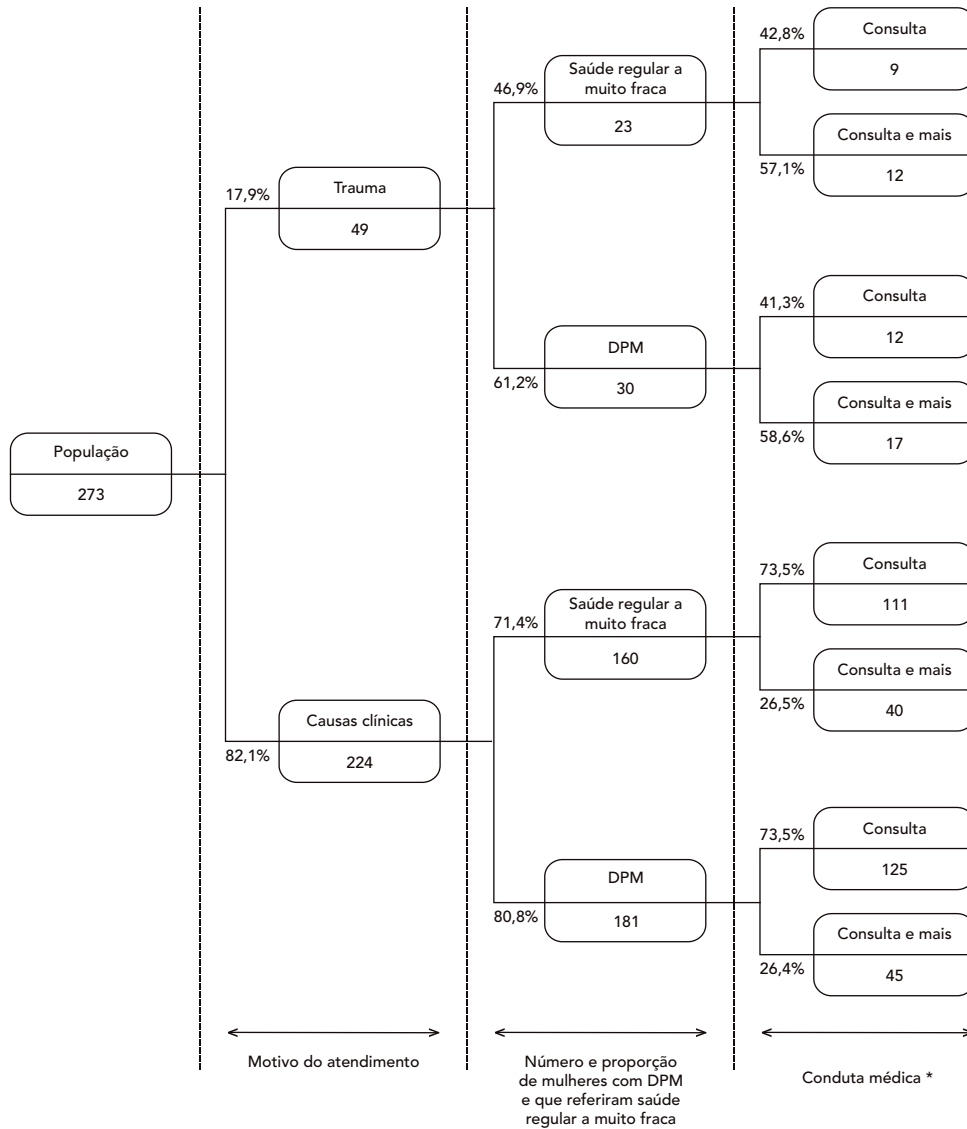 População
273
17,9%
Trauma
49
82,1%
Causas clínicas
224
46,9%
Saúde regular a
muito fraca
23
61,2%
DPM
30
71,4%
Saúde regular a
muito fraca
160
80,8%
DPM
181
42,8%
Consulta
9
Consulta e mais
57,1%
12
41,3%
Consulta
12
Consulta e mais
58,6%
17
73,5%
Consulta
111
Consulta e mais
26,5%
40
73,5%
Consulta
125
Consulta e mais
26,4%
45
Motivo do atendimento
Número e proporção
de mulheres com DPM
e que referiram saúde
regular a muito fraca
Conduta médica *